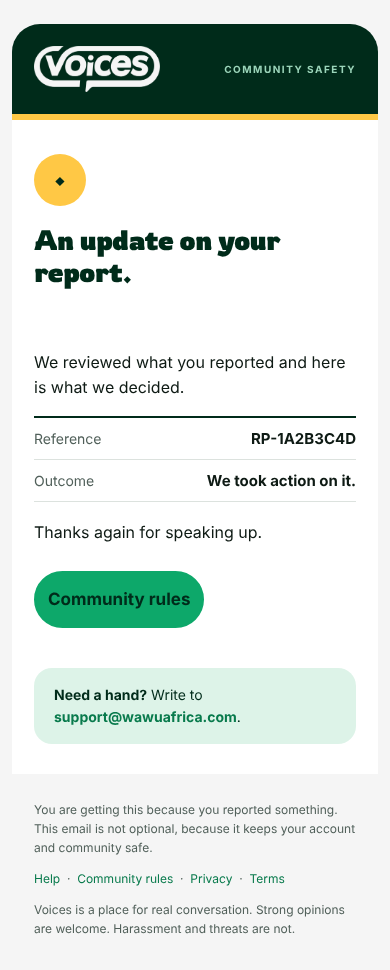 Voices
COMMUNITY SAFETY
An update on your
report.
We reviewed what you reported and here
is what we decided.
Reference RP-1A2B3C4D
Outcome We took action on it.
Thanks again for speaking up.
Community rules
Need a hand? Write to
support@wawuafrica.com.
You are getting this because you reported something.
This email is not optional, because it keeps your account
and community safe.
Help · Community rules · Privacy · Terms
Voices is a place for real conversation. Strong opinions
are welcome. Harassment and threats are not.